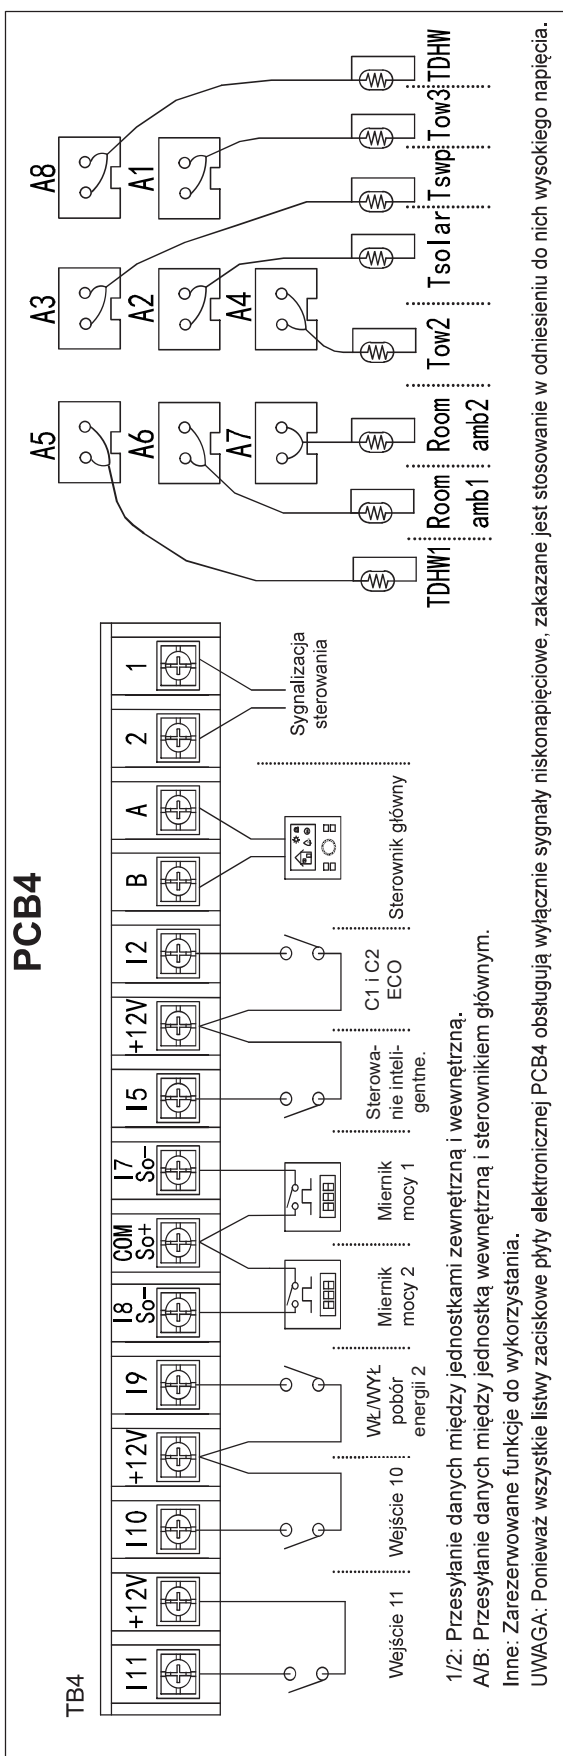 PCB4
TB4
I11
+12V
I10
+12V
I9
I8
So-
COM
So+
I7
So-
I5
+12V
I2
B
A
2
1
Wejście 11
Wejście 10
WŁ/WYŁ
pobór
energii 2
Miernik
mocy 2
Miernik
mocy 1
Sterowa-
nie inteli-
gentne.
C1 i C2
ECO
Sterownik główny
Sygnalizacja
sterowania
A5
A6
A7
A3
A2
A4
A8
A1
TDHW1
Room
amb1
Room
amb2
Tow2
Tsolar
Tswp
Tow3
TDHW
1/2: Przesyłanie danych między jednostkami zewnętrzną i wewnętrzną.
A/B: Przesyłanie danych między jednostką wewnętrzną i sterownikiem głównym.
Inne: Zarezerwowane funkcje do wykorzystania.
UWAGA: Ponieważ wszystkie listwy zaciskowe płyty elektronicznej PCB4 obsługują wyłącznie sygnały niskonapięciowe, zakazane jest stosowanie w odniesieniu do nich wysokiego napięcia.